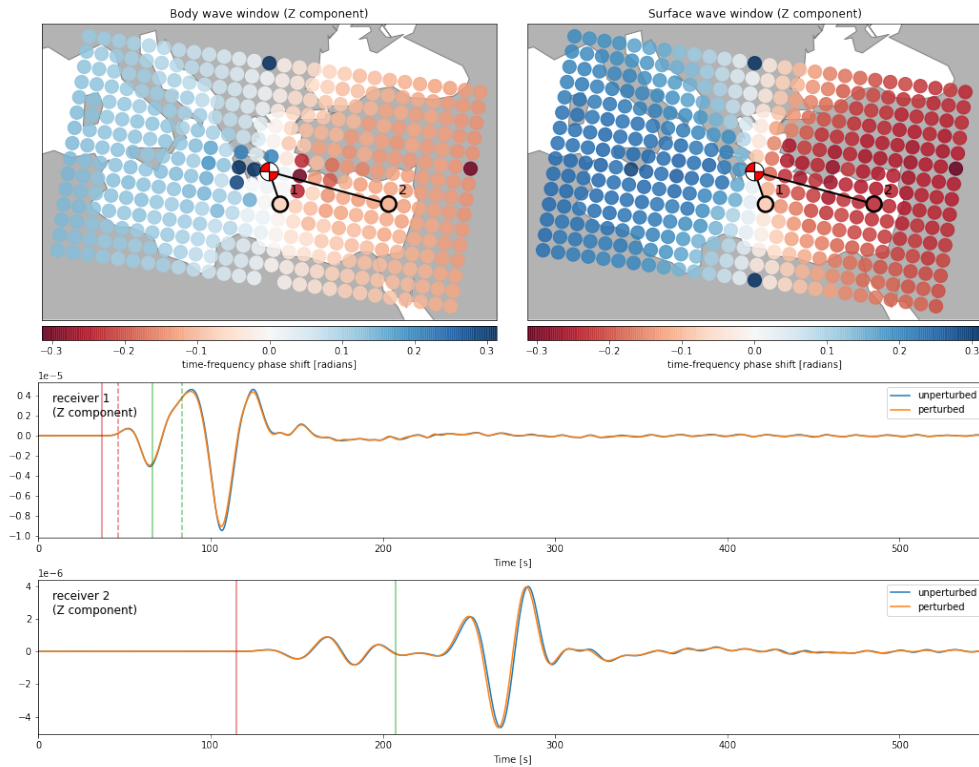 Body wave window (Z component)
Surface wave window (Z component)
1
2
1
2
−0.3 −0.2 −0.1 0.0 0.1 0.2 0.3
time-frequency phase shift [radians]
−0.3 −0.2 −0.1 0.0 0.1 0.2 0.3
time-frequency phase shift [radians]
1e−5
receiver 1
(Z component)
unperturbed
perturbed
0.4
0.2
0.0
−0.2
−0.4
−0.6
−0.8
−1.0
0 100 200 300 400 500
Time [s]
1e−6
receiver 2
(Z component)
unperturbed
perturbed
4
2
0
−2
−4
0 100 200 300 400 500
Time [s]